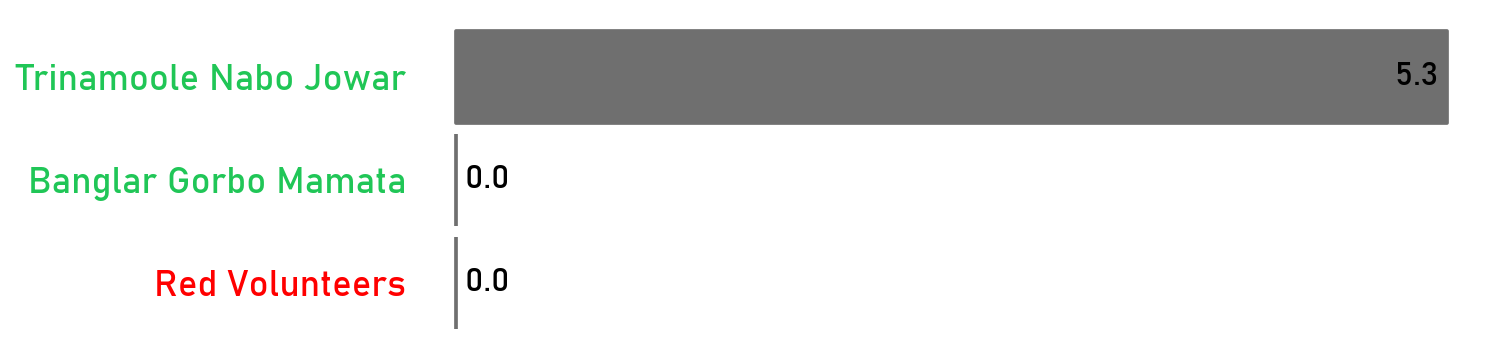 Trinamoole Nabo Jowar 5.3
Banglar Gorbo Mamata 0.0
Red Volunteers 0.0